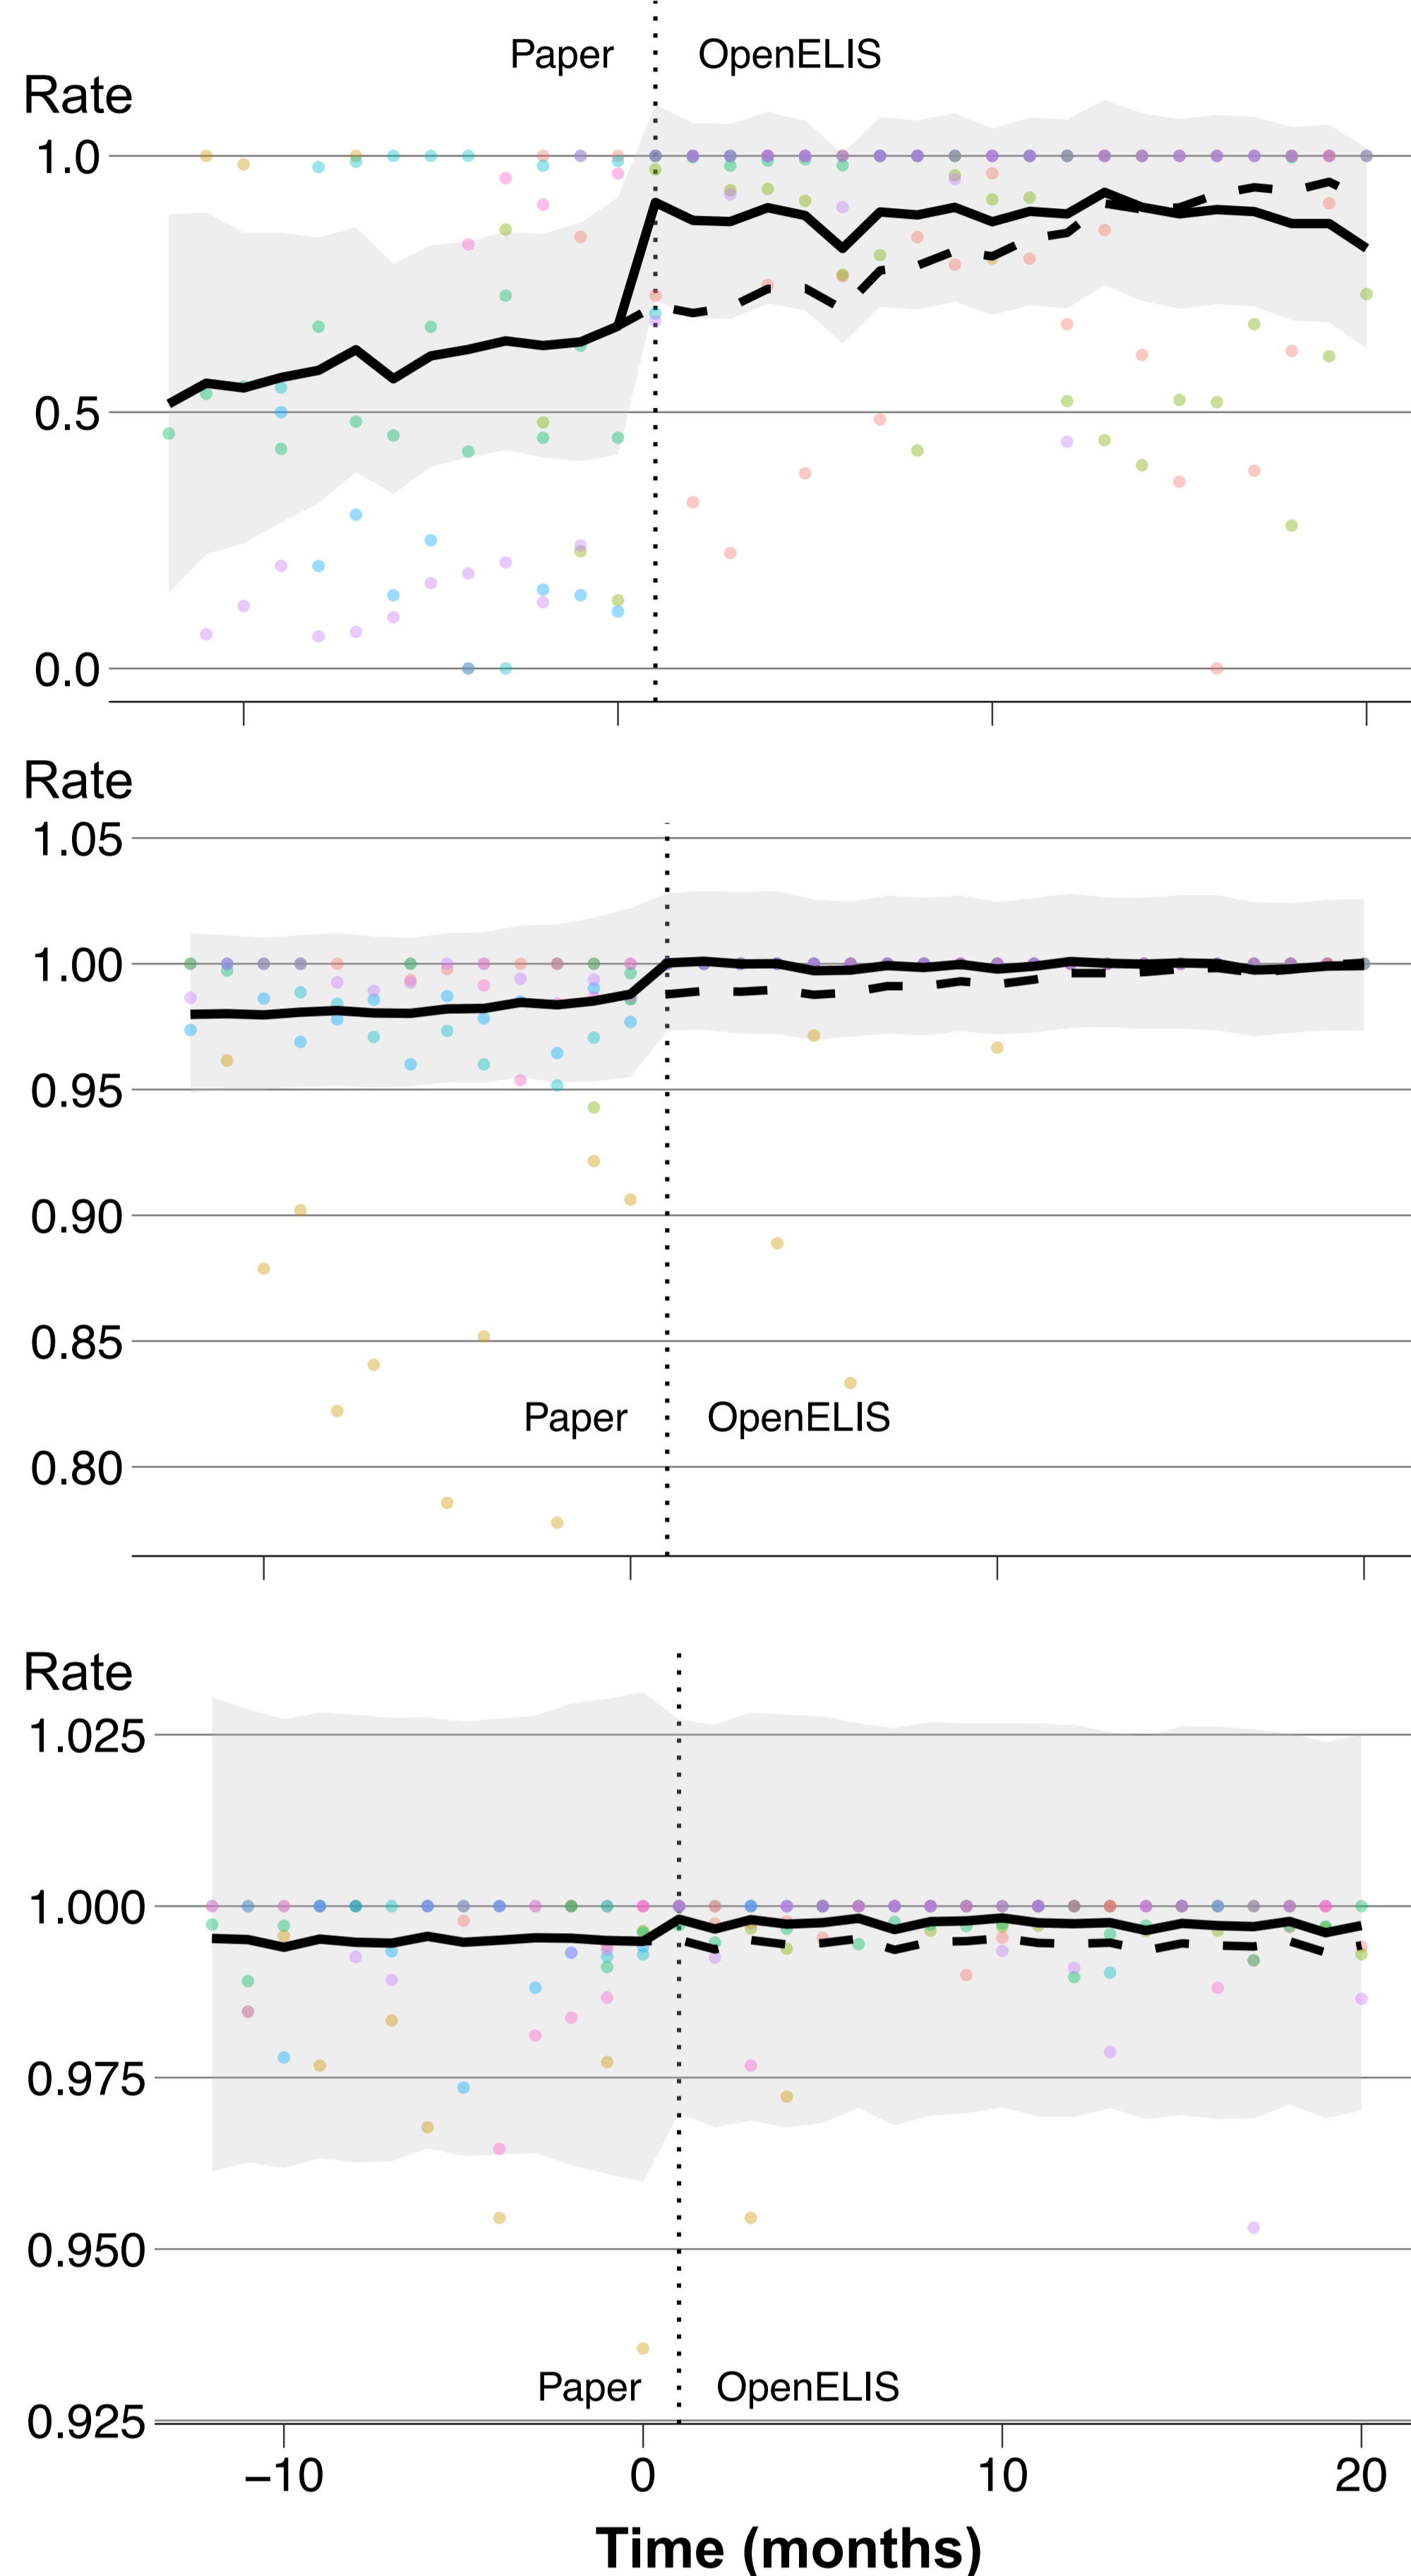 Paper OpenELIS
Rate
1.0
0.5
0.0
Rate
1.05
1.00
0.95
0.90
0.85
Paper OpenELIS
0.80
Rate
1.025
1.000
0.975
0.950
Paper OpenELIS
0.925
−10 0 10 20
Time (months)